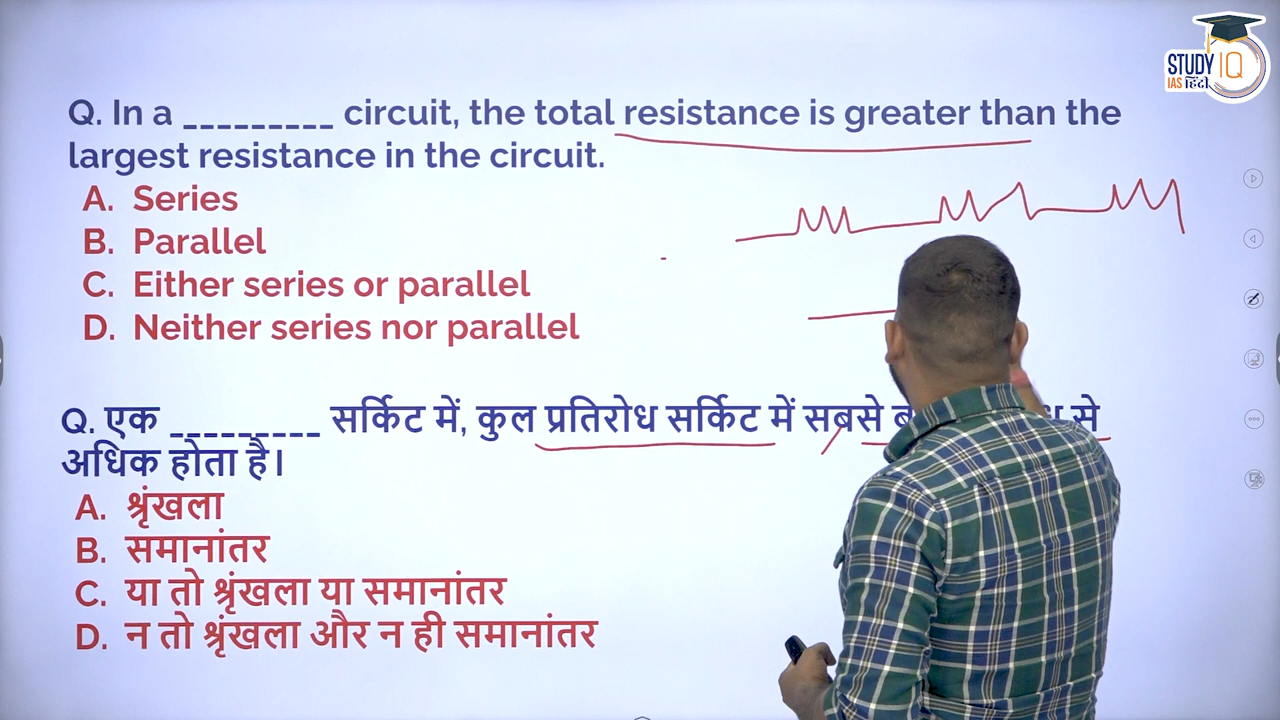 STUDY IQ
IAS हिंदी
Q. In a _________ circuit, the total resistance is greater than the
largest resistance in the circuit.
A. Series
B. Parallel
C. Either series or parallel
D. Neither series nor parallel
Q. एक _________ सर्किट में, कुल प्रतिरोध सर्किट में सबसे से
अधिक होता है।
A. श्रृंखला
B. समानांतर
C. या तो श्रृंखला या समानांतर
D. न तो श्रृंखला और न ही समानांतर